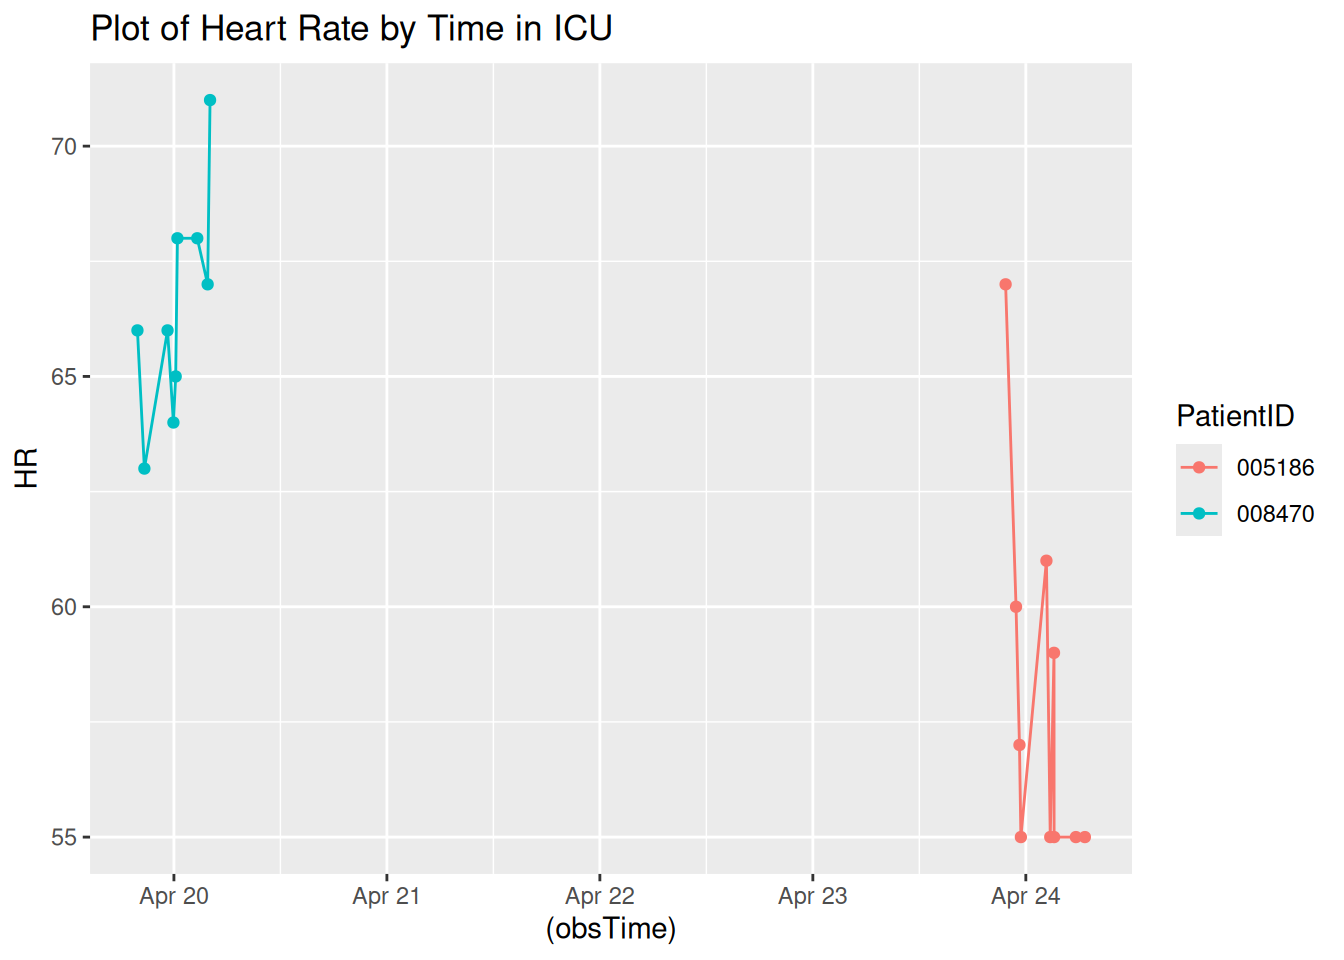 Plot of Heart Rate by Time in ICU
70
65
60
55
HR
Apr 20 Apr 21 Apr 22 Apr 23 Apr 24
(obsTime)
PatientID
005186
008470